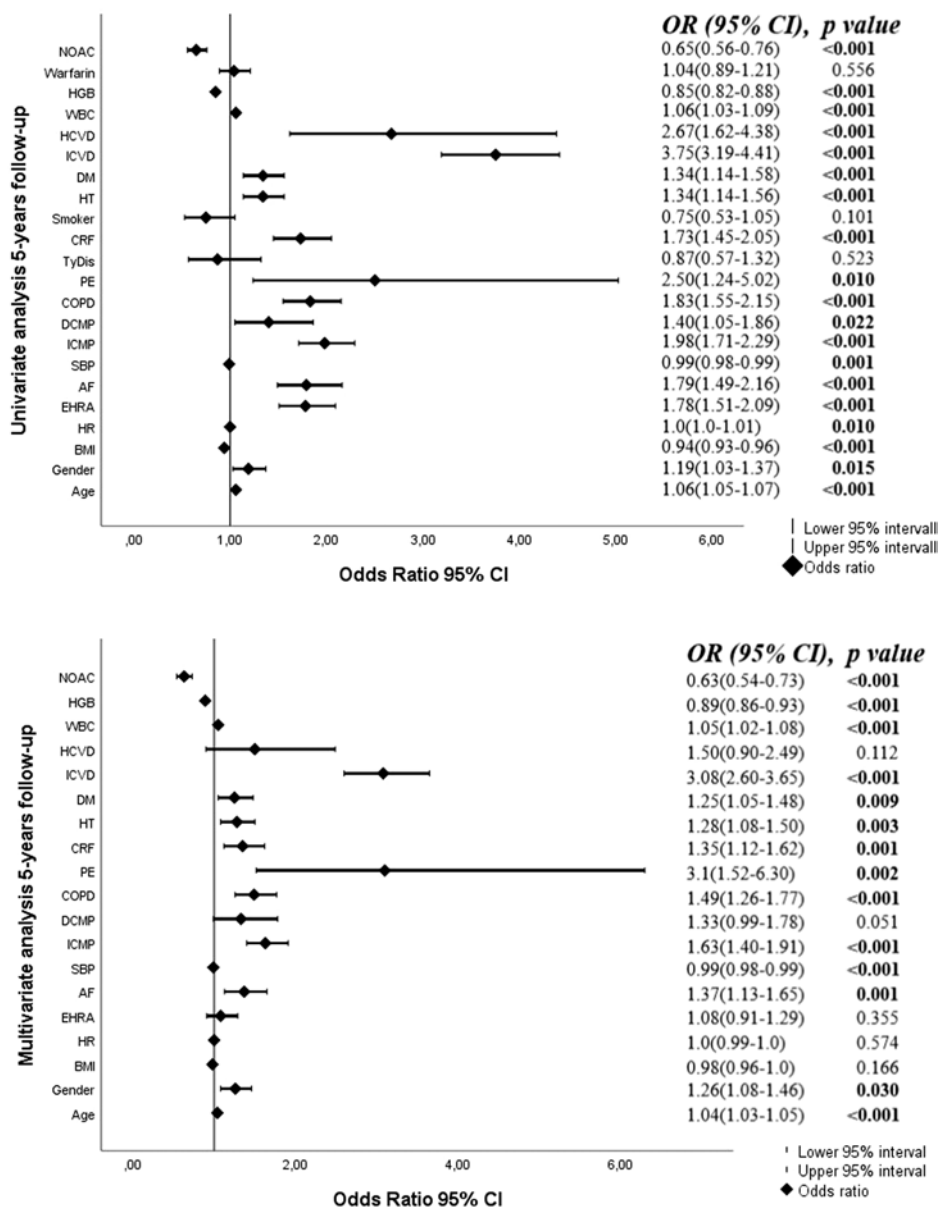 OR (95% CI), p value
NOAC 0.65(0.56-0.76) <0.001
Warfarin 1.04(0.89-1.21) 0.556
HGB 0.85(0.82-0.88) <0.001
WBC 1.06(1.03-1.09) <0.001
HCVD 2.67(1.62-4.38) <0.001
ICVD 3.75(3.19-4.41) <0.001
DM 1.34(1.14-1.58) <0.001
HT 1.34(1.14-1.56) <0.001
Smoker 0.75(0.53-1.05) 0.101
CRF 1.73(1.45-2.05) <0.001
TyDis 0.87(0.57-1.32) 0.523
PE 2.50(1.24-5.02) 0.010
COPD 1.83(1.55-2.15) <0.001
DCMP 1.40(1.05-1.86) 0.022
ICMP 1.98(1.71-2.29) <0.001
SBP 0.99(0.98-0.99) 0.001
AF 1.79(1.49-2.16) <0.001
EHRA 1.78(1.51-2.09) <0.001
HR 1.0(1.0-1.01) 0.010
BMI 0.94(0.93-0.96) <0.001
Gender 1.19(1.03-1.37) 0.015
Age 1.06(1.05-1.07) <0.001
Univariate analysis 5-years follow-up
,00 1,00 2,00 4,00 5,00 6,00
Odds Ratio 95% CI
Lower 95% intervall
Upper 95% intervall
Odds ratio
OR (95% CI), p value
NOAC 0.63(0.54-0.73) <0.001
HGB 0.89(0.86-0.93) <0.001
WBC 1.05(1.02-1.08) <0.001
HCVD 1.50(0.90-2.49) 0.112
ICVD 3.08(2.60-3.65) <0.001
DM 1.25(1.05-1.48) 0.009
HT 1.28(1.08-1.50) 0.003
CRF 1.35(1.12-1.62) 0.001
PE 3.1(1.52-6.30) 0.002
COPD 1.49(1.26-1.77) <0.001
DCMP 1.33(0.99-1.78) 0.051
ICMP 1.63(1.40-1.91) <0.001
SBP 0.99(0.98-0.99) <0.001
AF 1.37(1.13-1.65) 0.001
EHRA 1.08(0.91-1.29) 0.355
HR 1.0(0.99-1.0) 0.574
BMI 0.98(0.96-1.0) 0.166
Gender 1.26(1.08-1.46) 0.030
Age 1.04(1.03-1.05) <0.001
Multivariate analysis 5-years follow-up
,00 2,00 4,00 6,00
Odds Ratio 95% CI
Lower 95% interval
Upper 95% interval
Odds ratio